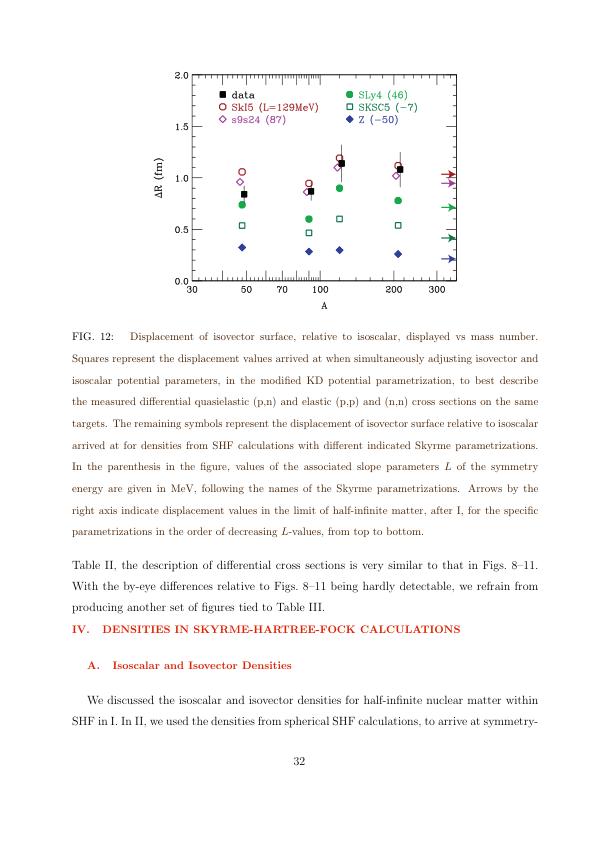 2.0
1.5
1.0
0.5
0.0
ΔR (fm)
data
SkI5 (L=129MeV)
s9s24 (87)
SLy4 (46)
SKSC5 (−7)
Z (−50)
30 50 70 100 200 300
A
FIG. 12: Displacement of isovector surface, relative to isoscalar, displayed vs mass number.
Squares represent the displacement values arrived at when simultaneously adjusting isovector and
isoscalar potential parameters, in the modified KD potential parametrization, to best describe
the measured differential quasielastic (p,n) and elastic (p,p) and (n,n) cross sections on the same
targets. The remaining symbols represent the displacement of isovector surface relative to isoscalar
arrived at for densities from SHF calculations with different indicated Skyrme parametrizations.
In the parenthesis in the figure, values of the associated slope parameters L of the symmetry
energy are given in MeV, following the names of the Skyrme parametrizations. Arrows by the
right axis indicate displacement values in the limit of half-infinite matter, after I, for the specific
parametrizations in the order of decreasing L-values, from top to bottom.
Table II, the description of differential cross sections is very similar to that in Figs. 8–11.
With the by-eye differences relative to Figs. 8–11 being hardly detectable, we refrain from
producing another set of figures tied to Table III.
IV. DENSITIES IN SKYRME-HARTREE-FOCK CALCULATIONS
A. Isoscalar and Isovector Densities
We discussed the isoscalar and isovector densities for half-infinite nuclear matter within
SHF in I. In II, we used the densities from spherical SHF calculations, to arrive at symmetry-
32